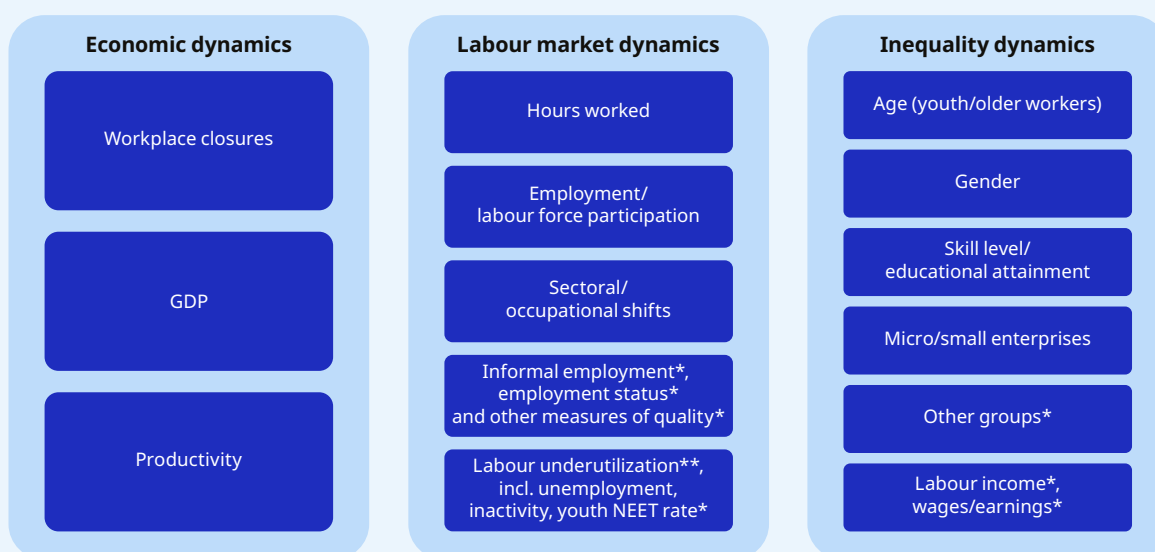 Economic dynamics
Workplace closures
GDP
Productivity
Labour market dynamics
Hours worked
Employment/
labour force participation
Sectoral/
occupational shifts
Informal employment*,
employment status*
and other measures of quality*
Labour underutilization**,
incl. unemployment,
inactivity, youth NEET rate*
Inequality dynamics
Age (youth/older workers)
Gender
Skill level/
educational attainment
Micro/small enterprises
Other groups*
Labour income*,
wages/earnings*